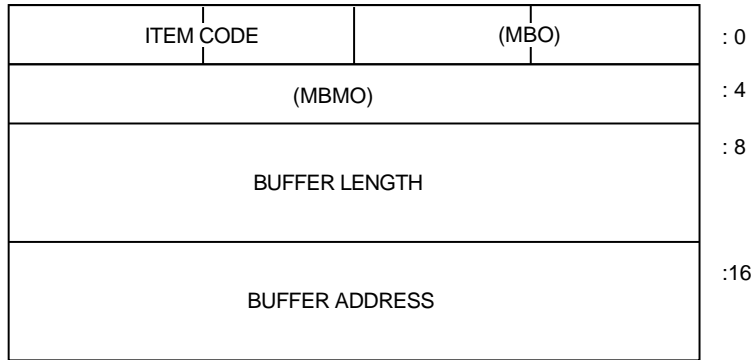 ITEM CODE (MBO) : 0
(MBMO) : 4
: 8
BUFFER LENGTH
:16
BUFFER ADDRESS